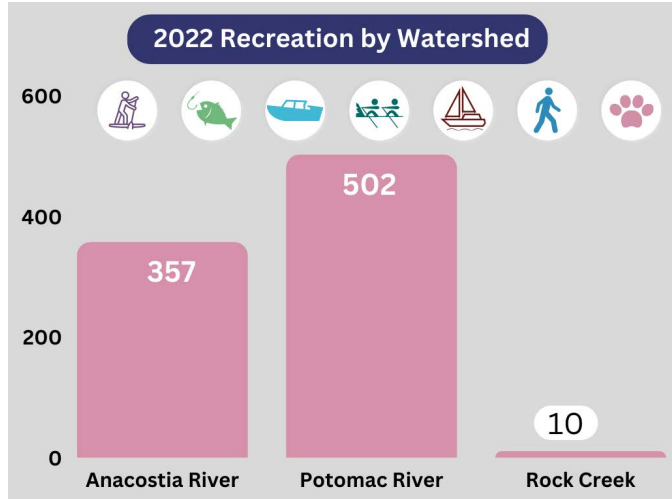 2022 Recreation by Watershed
600
400
200
0
357
502
10
Anacostia River
Potomac River
Rock Creek